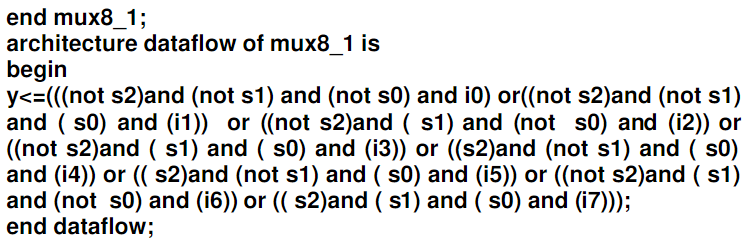 end mux8_1;
architecture dataflow of mux8_1 is
begin
y<=(((not s2)and (not s1) and (not s0) and i0) or((not s2)and (not s1)
and ( s0) and (i1)) or ((not s2)and ( s1) and (not s0) and (i2)) or
((not s2)and ( s1) and ( s0) and (i3)) or ((s2)and (not s1) and ( s0)
and (i4)) or (( s2)and (not s1) and ( s0) and (i5)) or ((not s2)and ( s1)
and (not s0) and (i6)) or (( s2)and ( s1) and ( s0) and (i7)));
end dataflow;